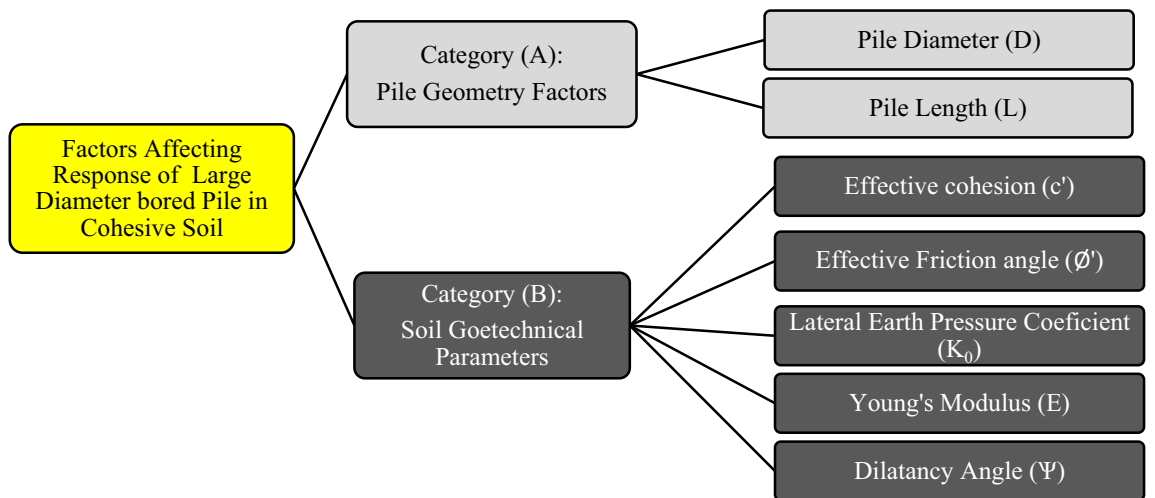 Factors Affecting
Response of Large
Diameter bored Pile in
Cohesive Soil
Category (A):
Pile Geometry Factors
Pile Diameter (D)
Pile Length (L)
Category (B):
Soil Goetechnical
Parameters
Effective cohesion (c')
Effective Friction angle (Ø')
Lateral Earth Pressure Coeficient
(K₀)
Young's Modulus (E)
Dilatancy Angle (Ψ)